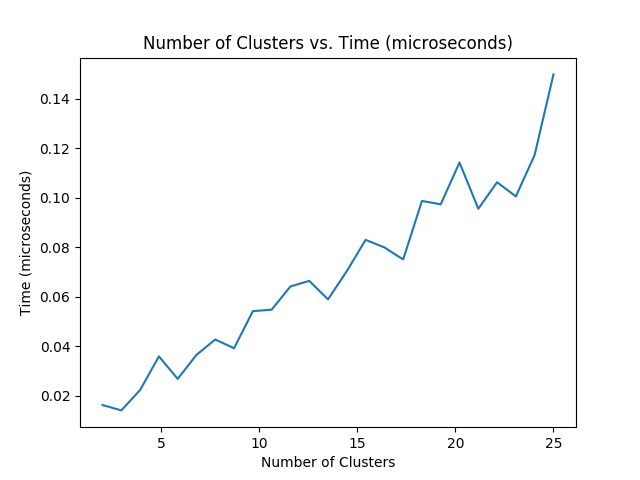 Number of Clusters vs. Time (microseconds)
0.14
0.12
0.10
0.08
0.06
0.04
0.02
Time (microseconds)
5 10 15 20 25
Number of Clusters